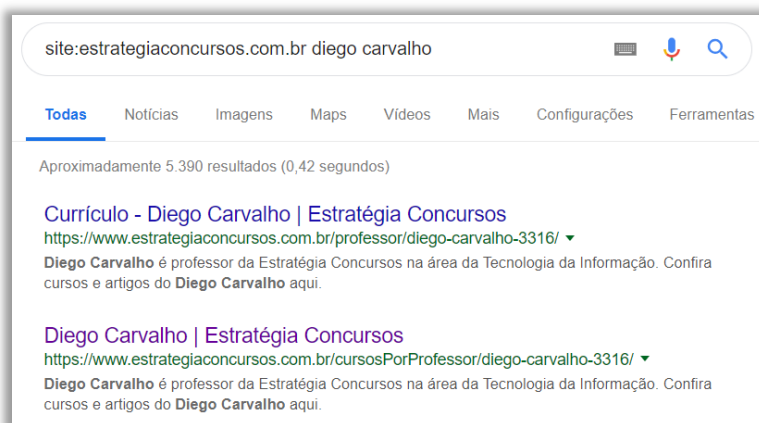 site:estrategiaconcursos.com.br diego carvalho
Todas Notícias Imagens Maps Vídeos Mais Configurações Ferramentas
Aproximadamente 5.390 resultados (0,42 segundos)
Currículo - Diego Carvalho | Estratégia Concursos
https://www.estrategiaconcursos.com.br/professor/diego-carvalho-3316/
Diego Carvalho é professor da Estratégia Concursos na área da Tecnologia da Informação. Confira
cursos e artigos do Diego Carvalho aqui.
Diego Carvalho | Estratégia Concursos
https://www.estrategiaconcursos.com.br/cursosPorProfessor/diego-carvalho-3316/
Diego Carvalho é professor da Estratégia Concursos na área da Tecnologia da Informação. Confira
cursos e artigos do Diego Carvalho aqui.